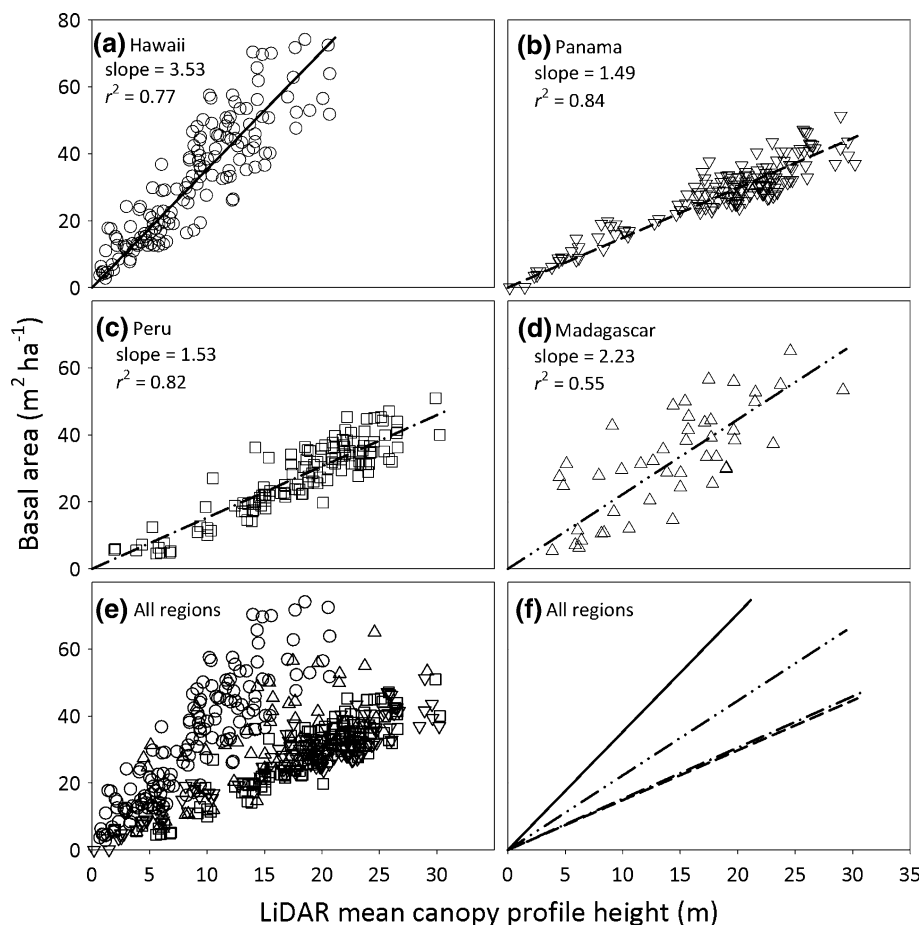 80
60
40
20
0
(a) Hawaii
slope = 3.53
r² = 0.77
(b) Panama
slope = 1.49
r² = 0.84
60
40
20
0
(c) Peru
slope = 1.53
r² = 0.82
(d) Madagascar
slope = 2.23
r² = 0.55
60
40
20
0
(e) All regions
(f) All regions
Basal area (m² ha⁻¹)
0 5 10 15 20 25 30
0 5 10 15 20 25 30 35
LiDAR mean canopy profile height (m)